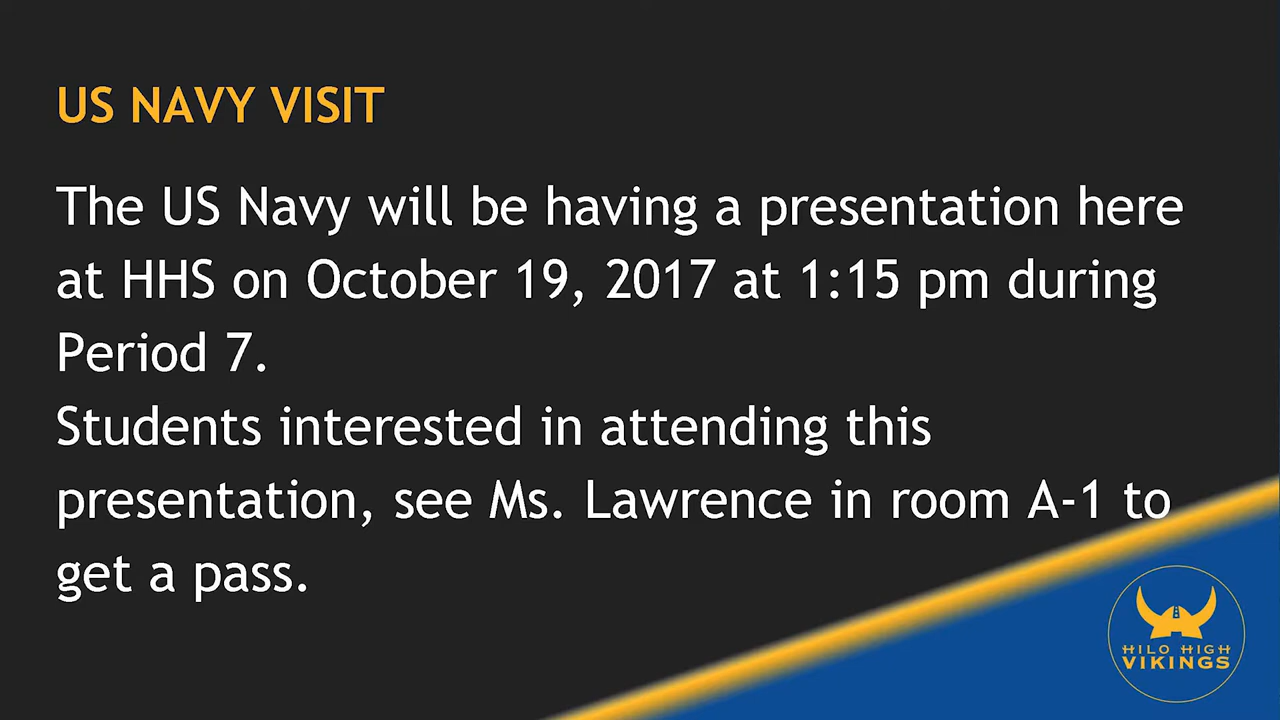 US NAVY VISIT
The US Navy will be having a presentation here
at HHS on October 19, 2017 at 1:15 pm during
Period 7.
Students interested in attending this
presentation, see Ms. Lawrence in room A-1 to
get a pass.
HILO HIGH
VIKINGS